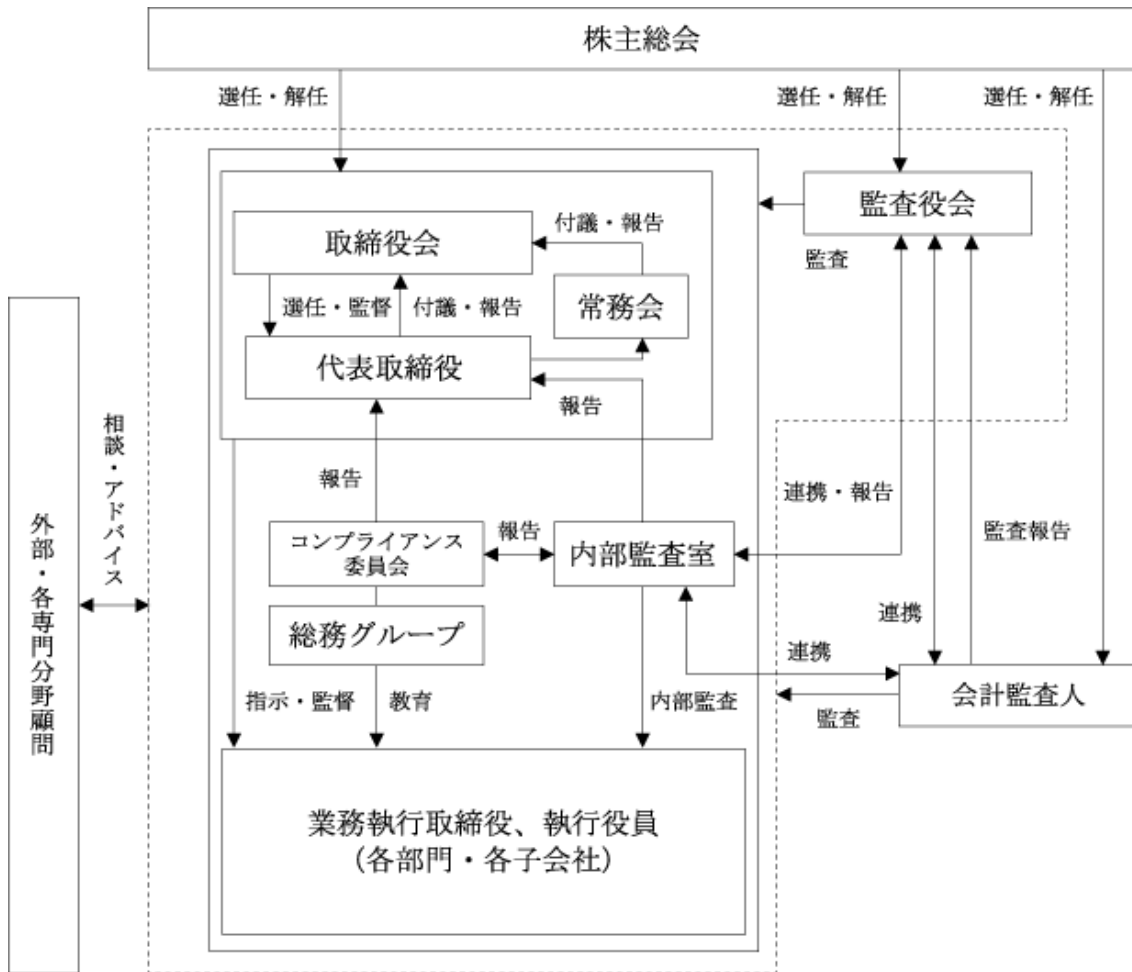 株主総会
選任・解任
選任・解任
選任・解任
監査役会
監査
取締役会
付議・報告
常務会
選任・監督
付議・報告
代表取締役
報告
報告
相談・アドバイス
外部・各専門分野顧問
コンプライアンス
委員会
報告
内部監査室
連携・報告
監査報告
総務グループ
連携
連携
会計監査人
監査
指示・監督
教育
内部監査
業務執行取締役、執行役員
(各部門・各子会社)